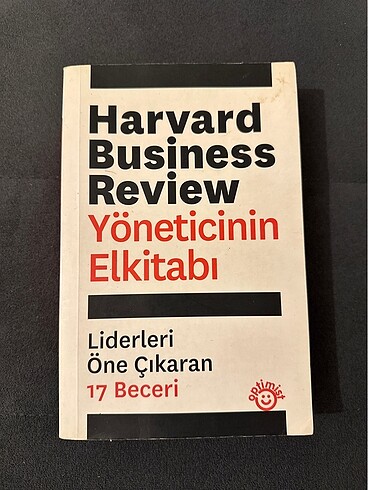 Harvard
Business
Review
Yöneticinin
Elkitabı
Liderleri
Öne Çıkaran
17 Beceri
optimist